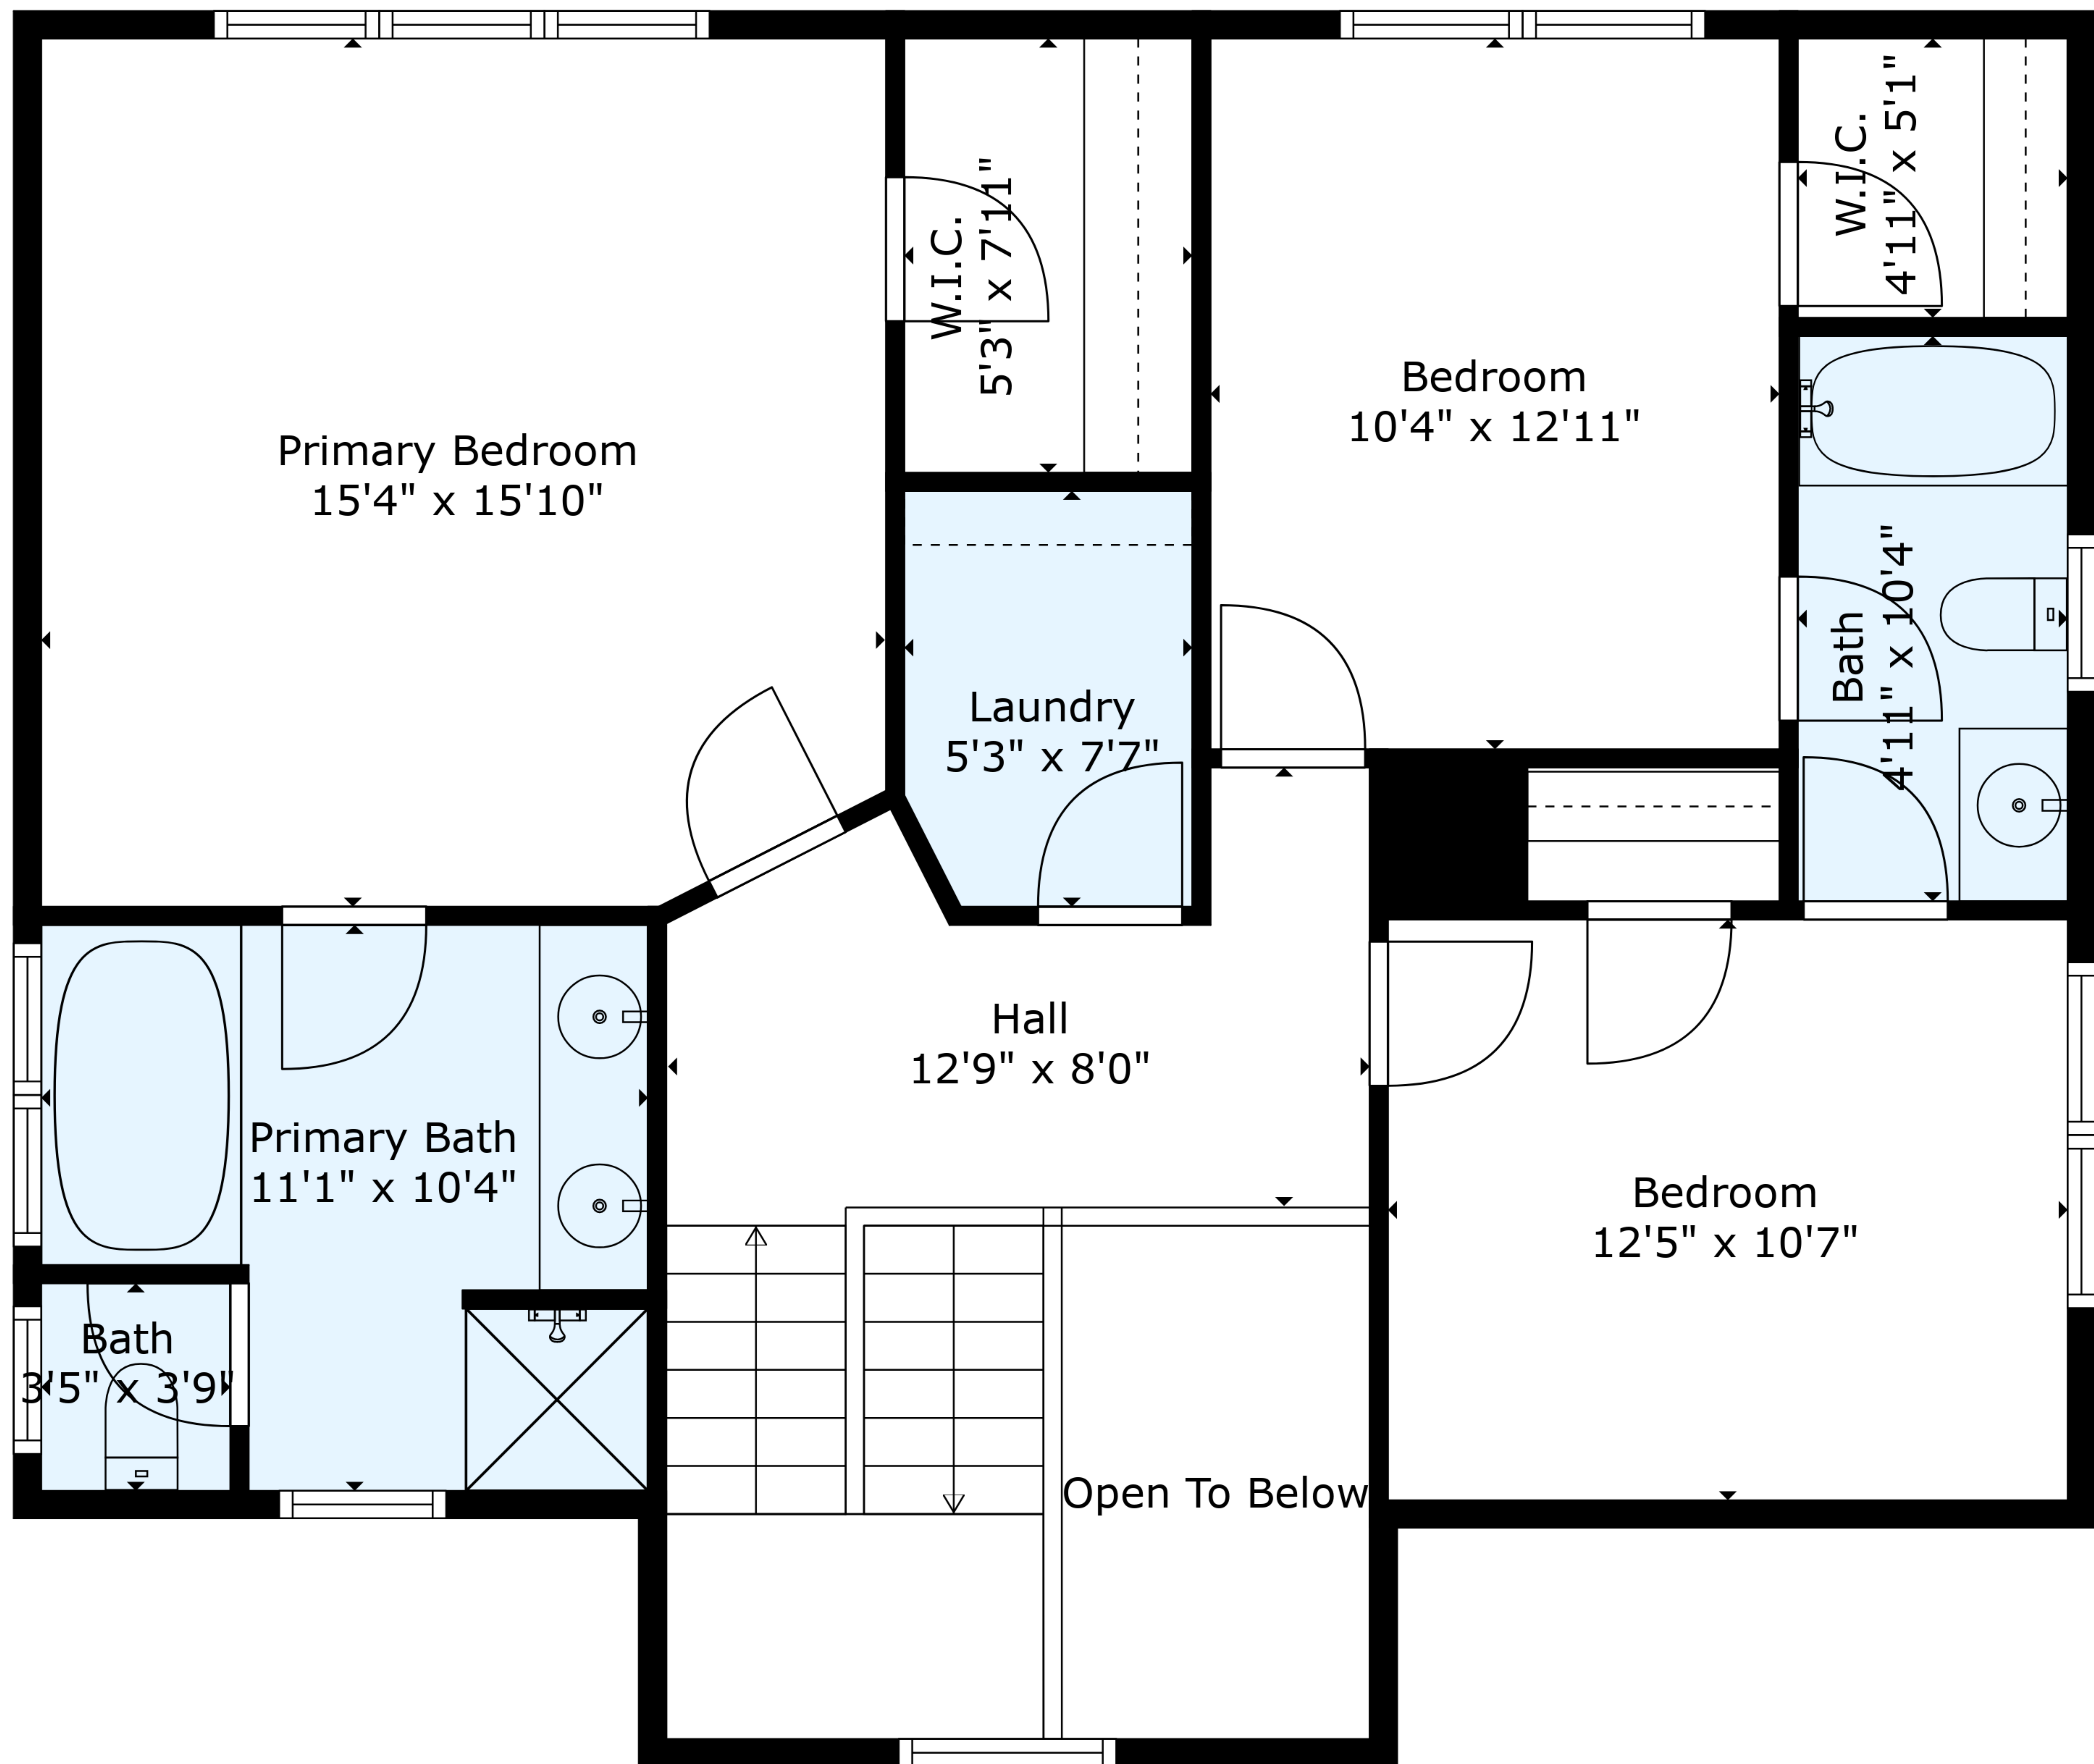 W.I.C.
5'3" x 7'11"
W.I.C.
4'11" x 5'1"
Primary Bedroom
15'4" x 15'10"
Bedroom
10'4" x 12'11"
Laundry
5'3" x 7'7"
Bath
4'11" x 10'4"
Hall
12'9" x 8'0"
Primary Bath
11'1" x 10'4"
Bedroom
12'5" x 10'7"
Bath
3'5" x 3'9"
Open To Below